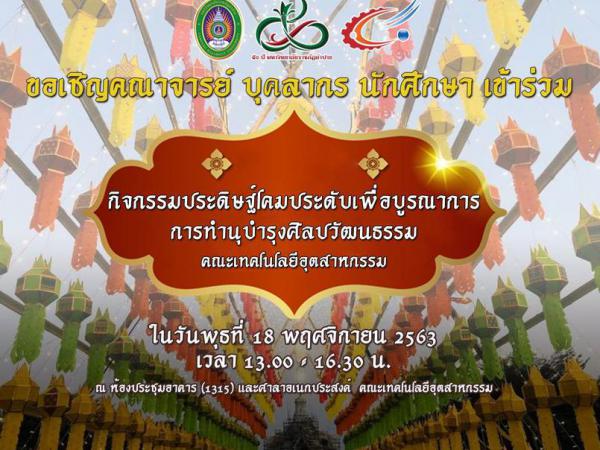 ขอเชิญคณาจารย์ บุคลากร นักศึกษา เข้าร่วม
กิจกรรมประดิษฐ์โคมประดับเพื่อบูรณาการ
การทำนุบำรุงศิลปวัฒนธรรม
คณะเทคโนโลยีอุตสาหกรรม
ในวันพุธที่ 18 พฤศจิกายน 2563
เวลา 13.00 - 16.30 น.
ณ ห้องประชุมอาคาร (1315) และศาลาอเนกประสงค์ คณะเทคโนโลยีอุตสาหกรรม